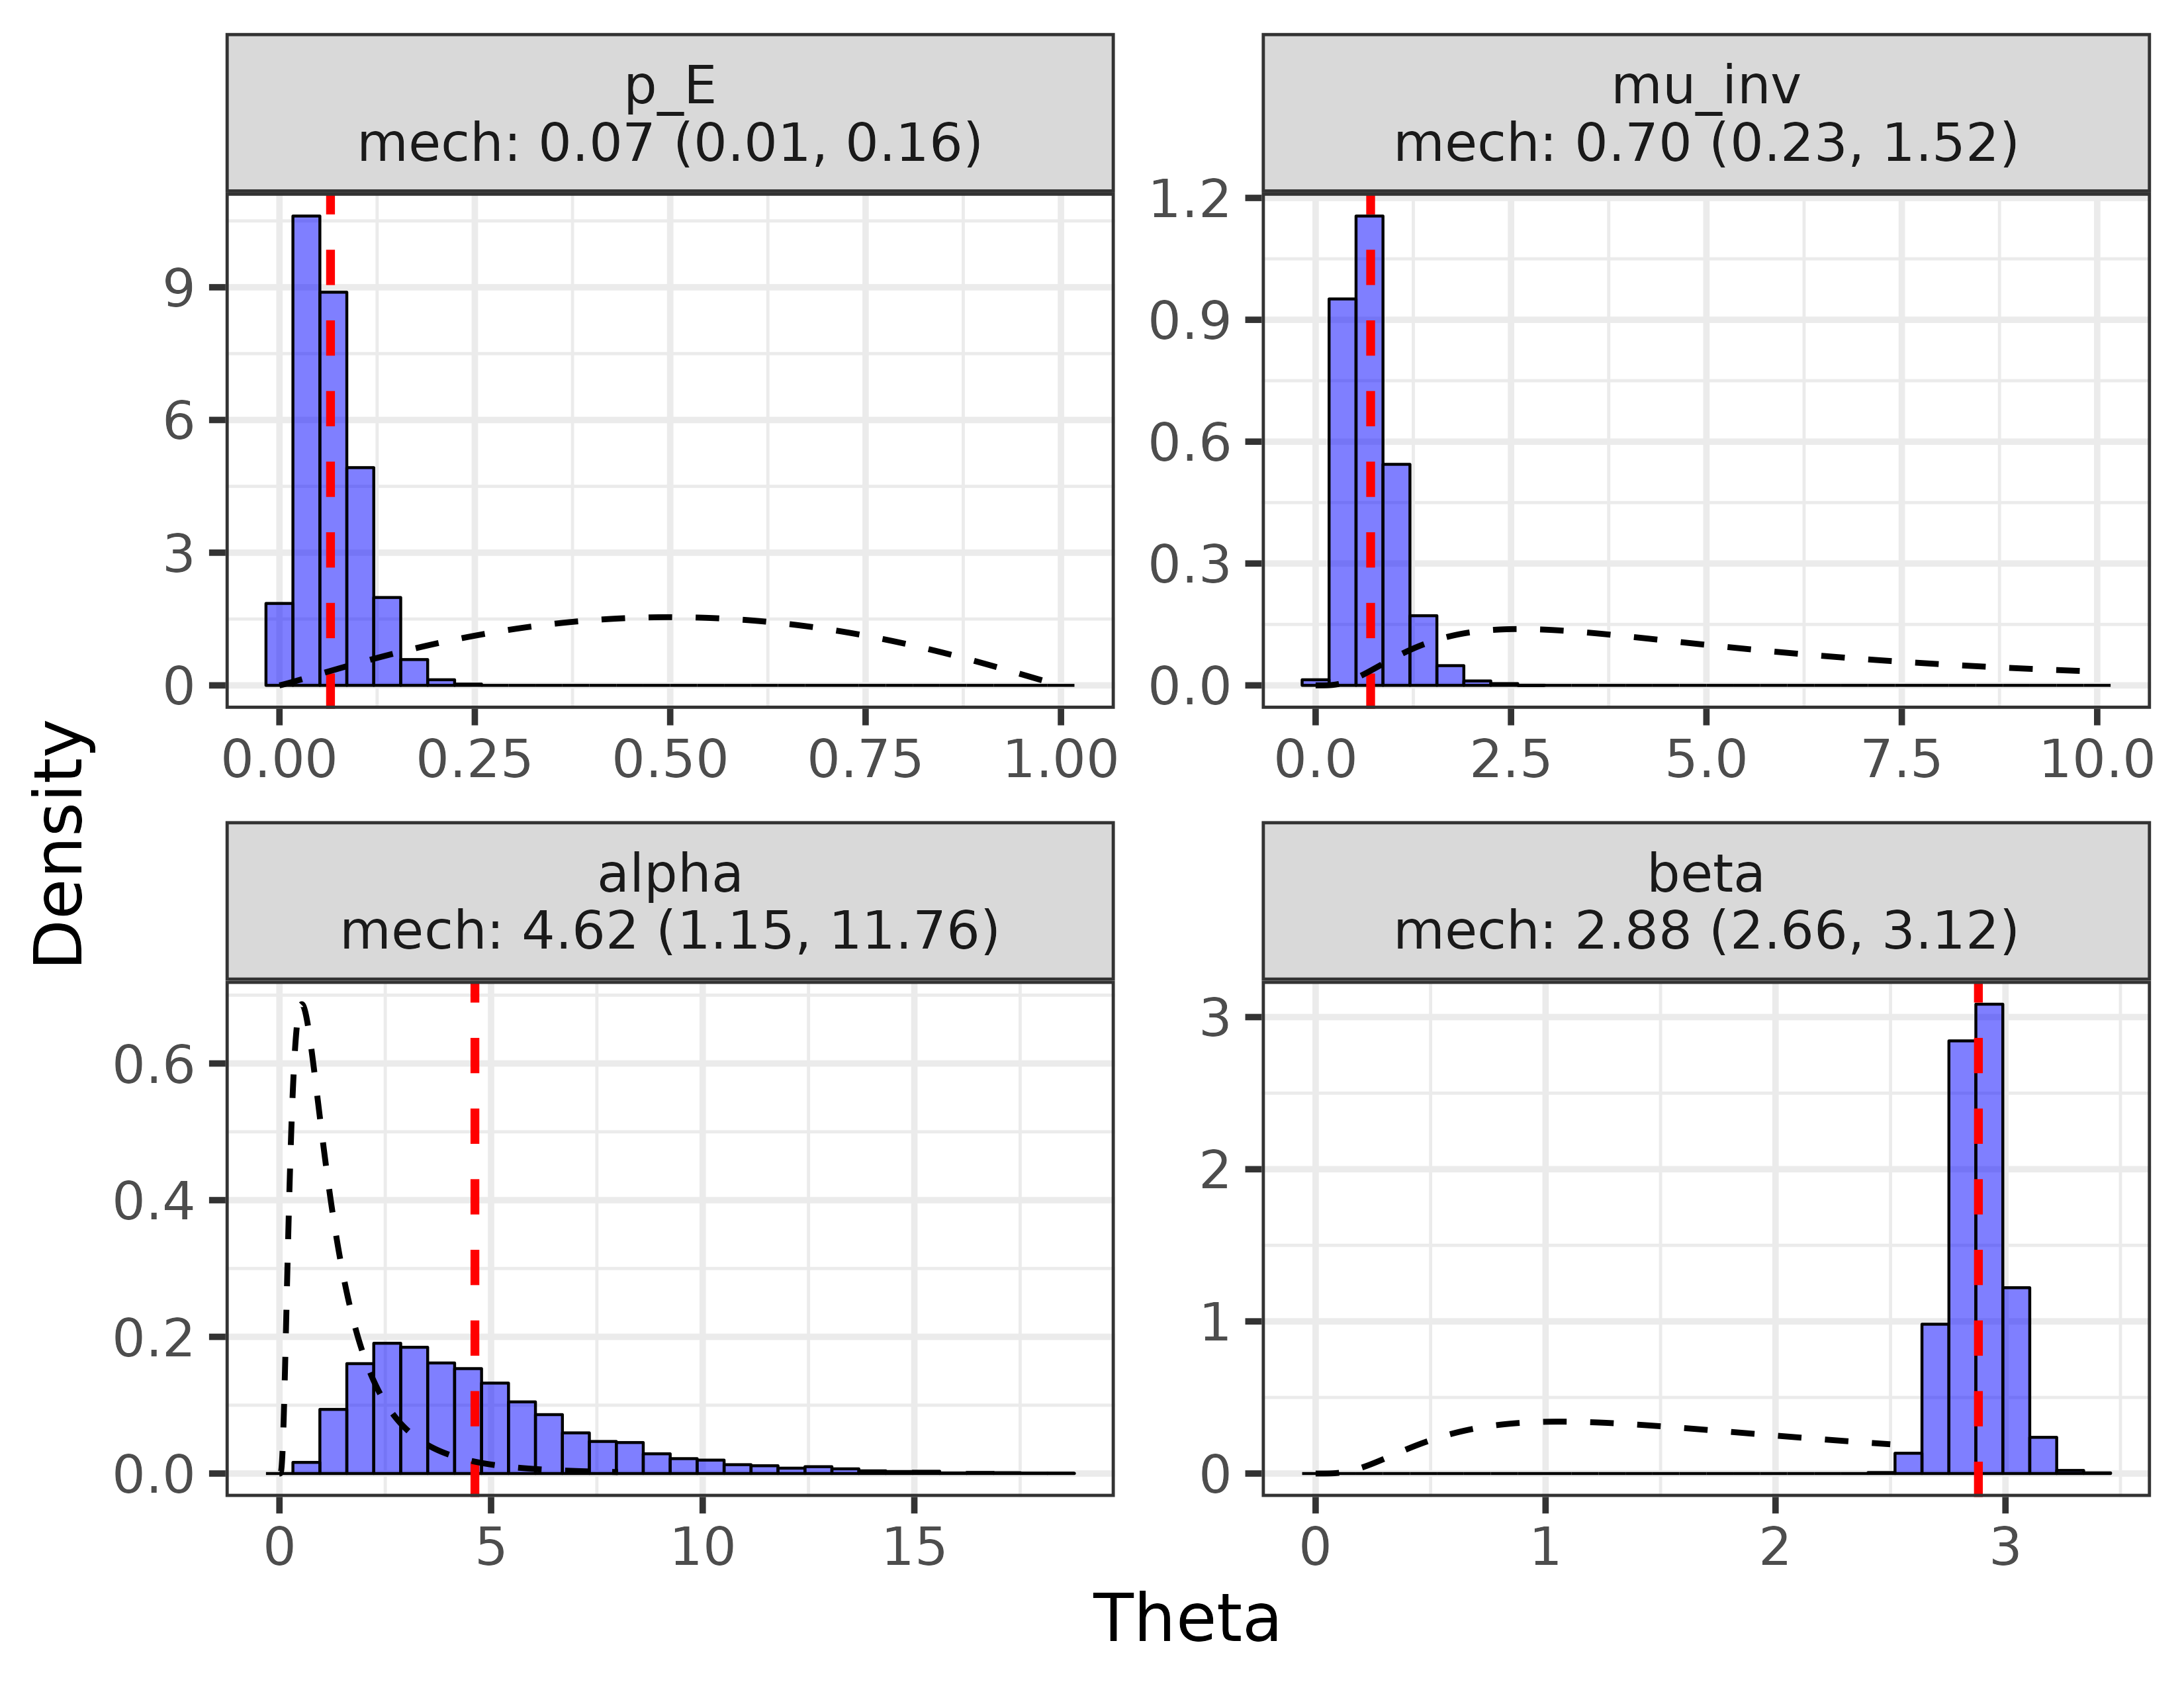 p_E
mech: 0.07 (0.01, 0.16)
mu_inv
mech: 0.70 (0.23, 1.52)
9
6
3
0
0.00 0.25 0.50 0.75 1.00
1.2
0.9
0.6
0.3
0.0
0.0 2.5 5.0 7.5 10.0
Density
alpha
mech: 4.62 (1.15, 11.76)
beta
mech: 2.88 (2.66, 3.12)
0.6
0.4
0.2
0.0
0 5 10 15
3
2
1
0
0 1 2 3
Theta